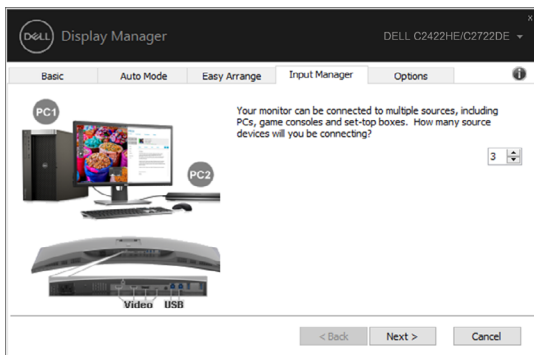 x
DELL Display Manager
DELL C2422HE/C2722DE
Basic Auto Mode Easy Arrange Input Manager Options
PC1
Your monitor can be connected to multiple sources, including
PCs, game consoles and set-top boxes. How many source
devices will you be connecting?
3
PC2
Video USB
< Back Next > Cancel